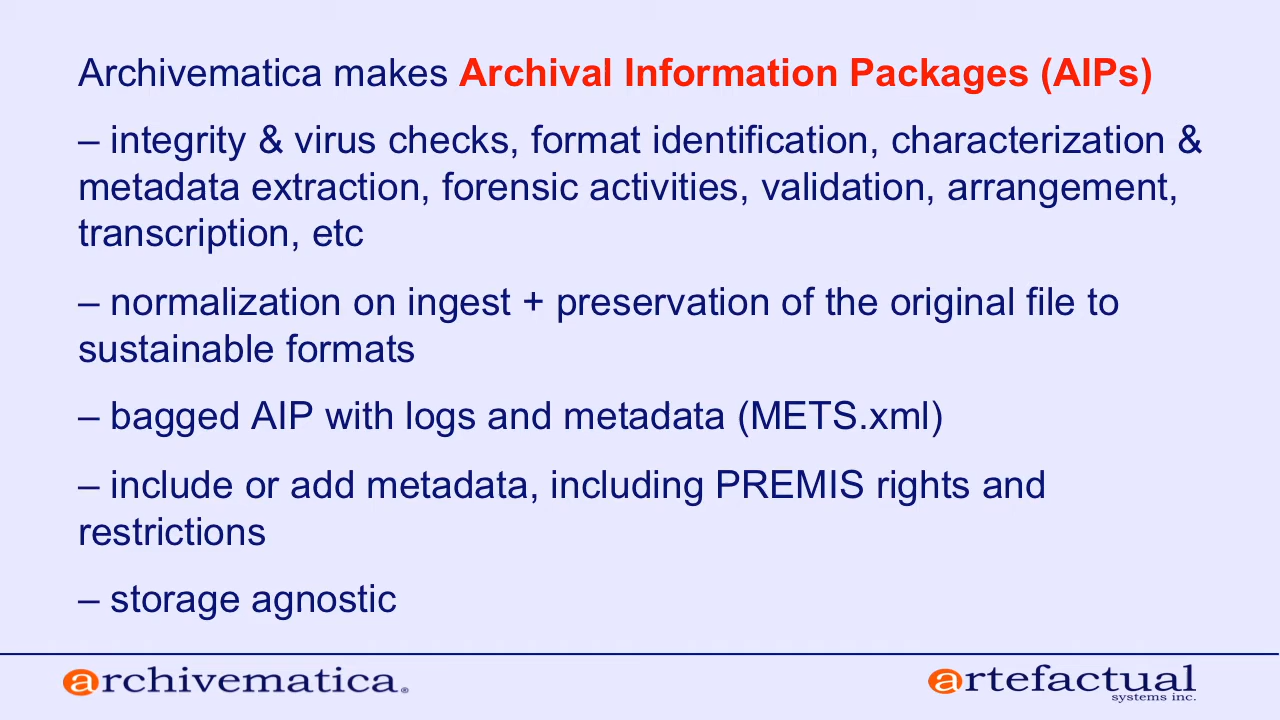 Archivematica makes Archival Information Packages (AIPs)
– integrity & virus checks, format identification, characterization &
metadata extraction, forensic activities, validation, arrangement,
transcription, etc
– normalization on ingest + preservation of the original file to
sustainable formats
– bagged AIP with logs and metadata (METS.xml)
– include or add metadata, including PREMIS rights and
restrictions
– storage agnostic
archivematica®
artefactual
systems inc.